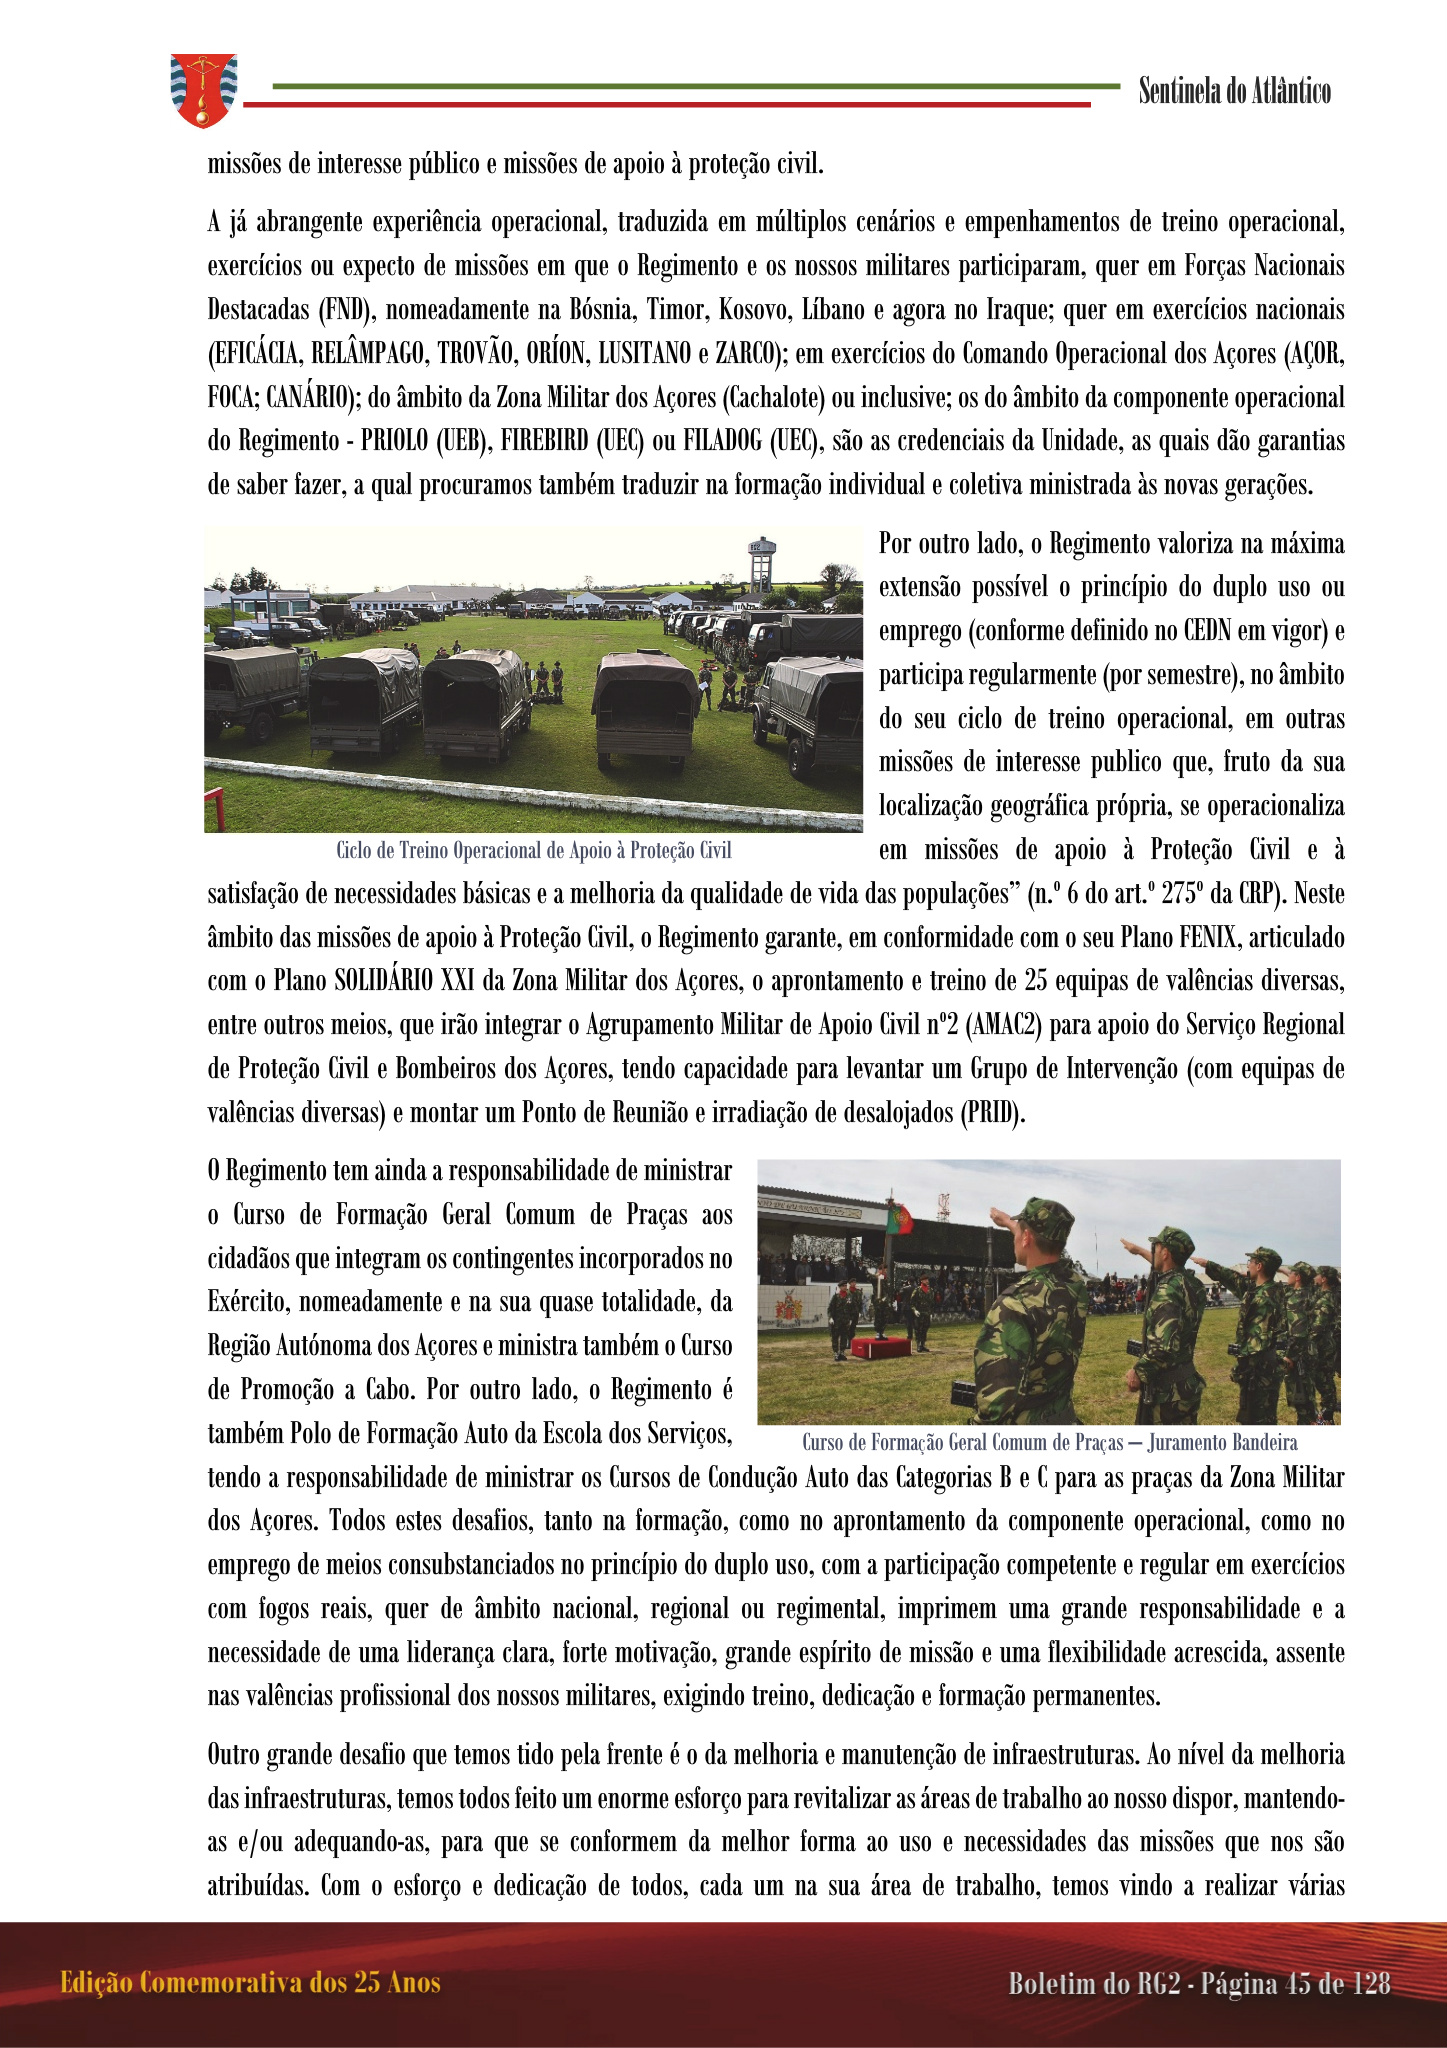 Sentinela do Atlântico
missões de interesse público e missões de apoio à proteção civil.
A já abrangente experiência operacional, traduzida em múltiplos cenários e empenhamentos de treino operacional,
exercícios ou expecto de missões em que o Regimento e os nossos militares participaram, quer em Forças Nacionais
Destacadas (FND), nomeadamente na Bósnia, Timor, Kosovo, Líbano e agora no Iraque; quer em exercícios nacionais
(EFICÁCIA, RELÂMPAGO, TROVÃO, ORÍON, LUSITANO e ZARCO); em exercícios do Comando Operacional dos Açores (AÇOR,
FOCA; CANÁRIO); do âmbito da Zona Militar dos Açores (Cachalote) ou inclusive; os do âmbito da componente operacional
do Regimento - PRIOLO (UEB), FIREBIRD (UEC) ou FILADOG (UEC), são as credenciais da Unidade, as quais dão garantias
de saber fazer, a qual procuramos também traduzir na formação individual e coletiva ministrada às novas gerações.
RG2
Ciclo de Treino Operacional de Apoio à Proteção Civil
Por outro lado, o Regimento valoriza na máxima
extensão possível o princípio do duplo uso ou
emprego (conforme definido no CEDN em vigor) e
participa regularmente (por semestre), no âmbito
do seu ciclo de treino operacional, em outras
missões de interesse publico que, fruto da sua
localização geográfica própria, se operacionaliza
em missões de apoio à Proteção Civil e à
satisfação de necessidades básicas e a melhoria da qualidade de vida das populações” (n.º 6 do art.º 275º da CRP). Neste
âmbito das missões de apoio à Proteção Civil, o Regimento garante, em conformidade com o seu Plano FENIX, articulado
com o Plano SOLIDÁRIO XXI da Zona Militar dos Açores, o aprontamento e treino de 25 equipas de valências diversas,
entre outros meios, que irão integrar o Agrupamento Militar de Apoio Civil nº2 (AMAC2) para apoio do Serviço Regional
de Proteção Civil e Bombeiros dos Açores, tendo capacidade para levantar um Grupo de Intervenção (com equipas de
valências diversas) e montar um Ponto de Reunião e irradiação de desalojados (PRID).
O Regimento tem ainda a responsabilidade de ministrar
o Curso de Formação Geral Comum de Praças aos
cidadãos que integram os contingentes incorporados no
Exército, nomeadamente e na sua quase totalidade, da
Região Autónoma dos Açores e ministra também o Curso
de Promoção a Cabo. Por outro lado, o Regimento é
também Polo de Formação Auto da Escola dos Serviços,
Curso de Formação Geral Comum de Praças — Juramento Bandeira
tendo a responsabilidade de ministrar os Cursos de Condução Auto das Categorias B e C para as praças da Zona Militar
dos Açores. Todos estes desafios, tanto na formação, como no aprontamento da componente operacional, como no
emprego de meios consubstanciados no princípio do duplo uso, com a participação competente e regular em exercícios
com fogos reais, quer de âmbito nacional, regional ou regimental, imprimem uma grande responsabilidade e a
necessidade de uma liderança clara, forte motivação, grande espírito de missão e uma flexibilidade acrescida, assente
nas valências profissional dos nossos militares, exigindo treino, dedicação e formação permanentes.
Outro grande desafio que temos tido pela frente é o da melhoria e manutenção de infraestruturas. Ao nível da melhoria
das infraestruturas, temos todos feito um enorme esforço para revitalizar as áreas de trabalho ao nosso dispor, mantendo-
as e/ou adequando-as, para que se conformem da melhor forma ao uso e necessidades das missões que nos são
atribuídas. Com o esforço e dedicação de todos, cada um na sua área de trabalho, temos vindo a realizar várias
Edição Comemorativa dos 25 Anos
Boletim do RG2 - Página 45 de 128